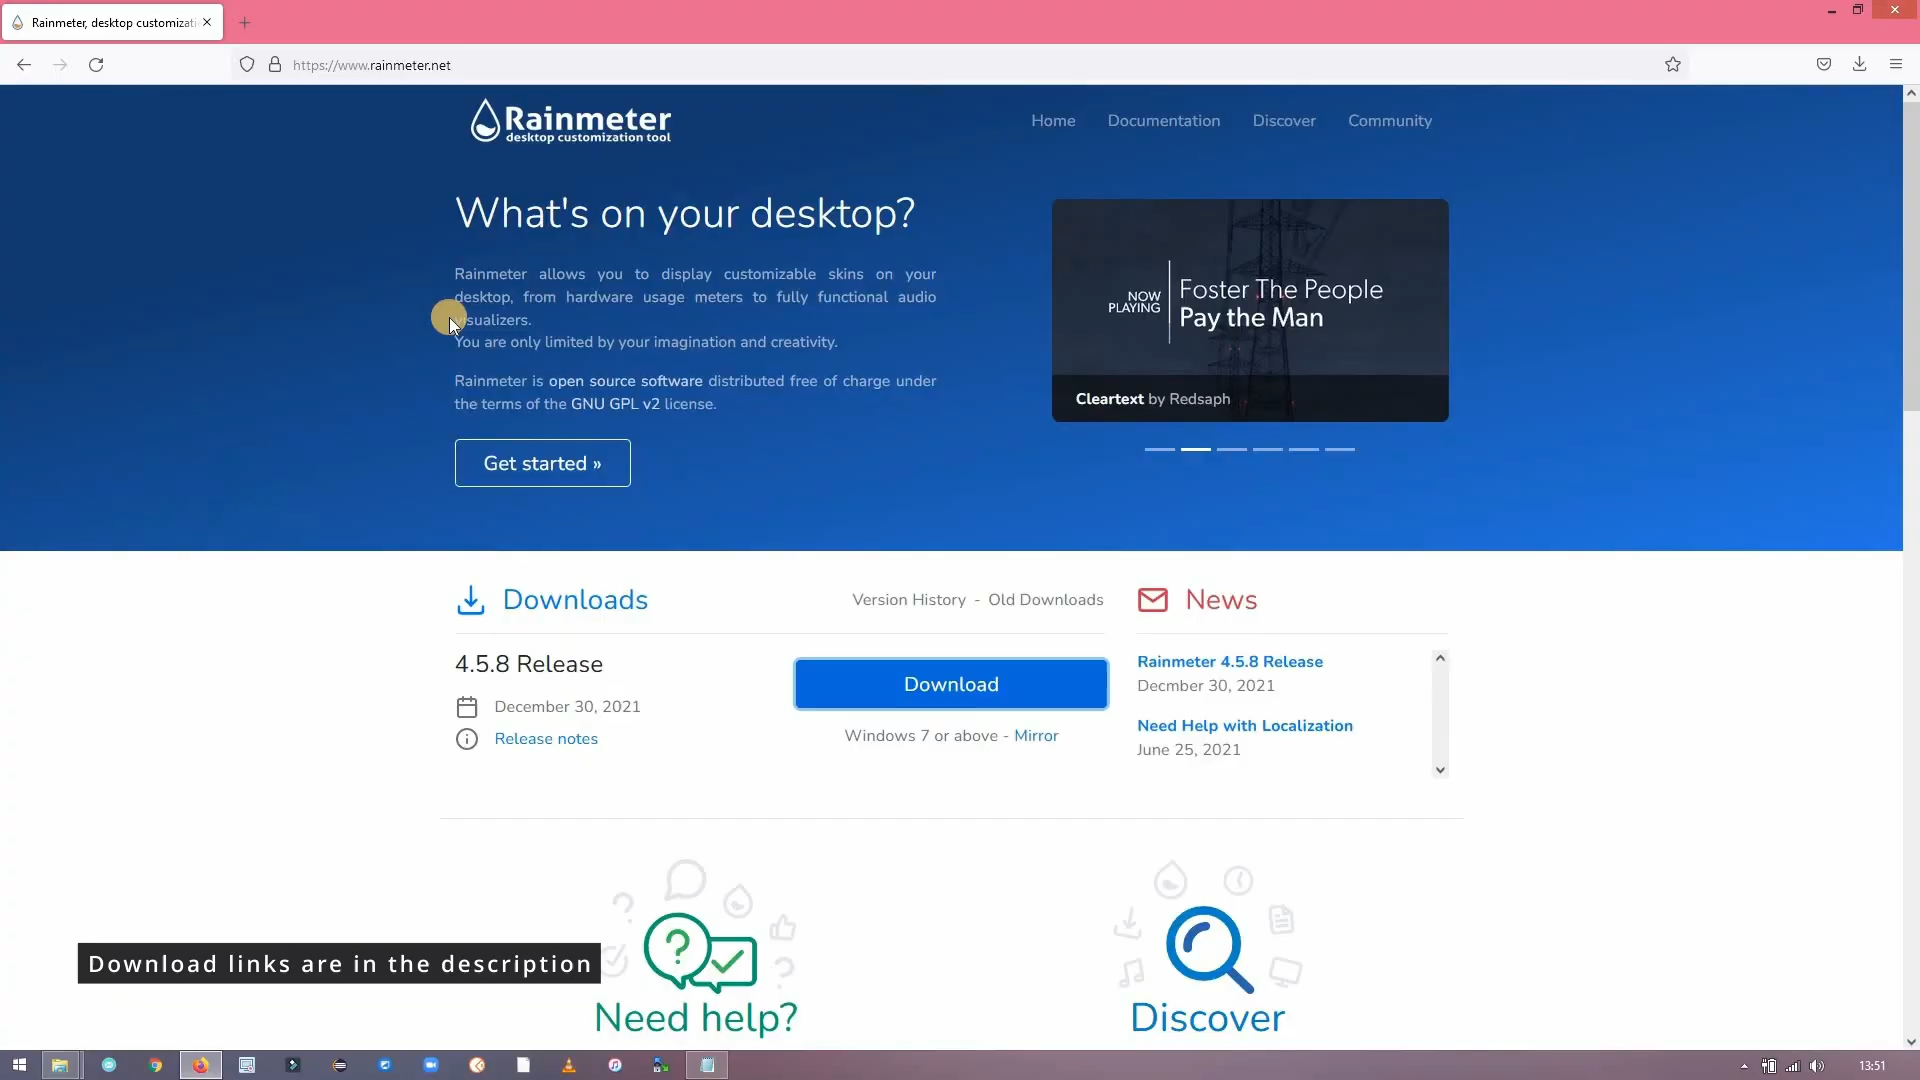 Rainmeter, desktop customizati
https://www.rainmeter.net
Rainmeter
desktop customization tool
Home
Documentation
Discover
Community
What's on your desktop?
Rainmeter allows you to display customizable skins on your
desktop, from hardware usage meters to fully functional audio
visualizers.
You are only limited by your imagination and creativity.
Rainmeter is open source software distributed free of charge under
the terms of the GNU GPL v2 license.
Get started »
NOW
PLAYING
Foster The People
Pay the Man
Cleartext by Redsaph
Downloads
Version History - Old Downloads
News
4.5.8 Release
December 30, 2021
Release notes
Download
Windows 7 or above - Mirror
Rainmeter 4.5.8 Release
Decmber 30, 2021
Need Help with Localization
June 25, 2021
Download links are in the description
Need help?
Discover
13:51